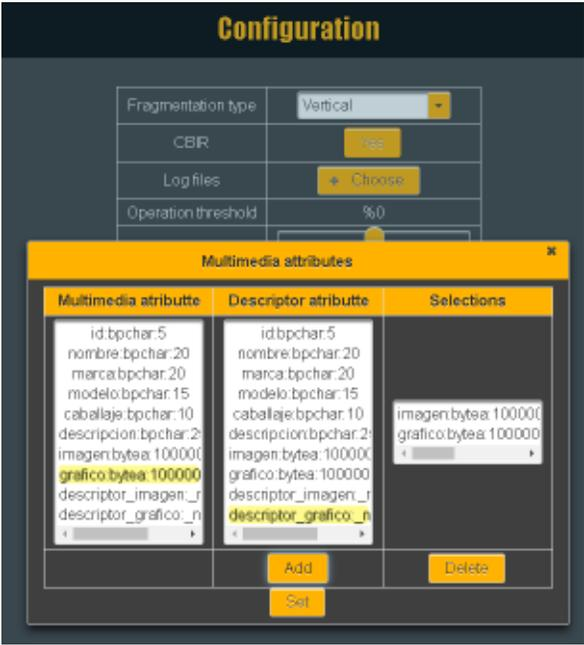 Configuration
Fragmentation type Vertical
CBIR Yes
Log files + Choose
Operation threshold %0
Multimedia attributes ×
Multimedia atributte Descriptor atributte Selections
id:bpchar:5 id:bpchar:5
nombre:bpchar:20 nombre:bpchar:20
marca:bpchar:20 marca:bpchar:20
modelo:bpchar:15 modelo:bpchar:15
caballaje:bpchar:10 caballaje:bpchar:10 imagen:bytea:100000
descripcion:bpchar:2 descripcion:bpchar:2 grafico:bytea:100000
imagen:bytea:100000 imagen:bytea:100000
grafico:bytea:100000 grafico:bytea:100000
descriptor_imagen:_r descriptor_imagen:_r
descriptor_grafico:_n descriptor_grafico:_n
Add Delete
Set